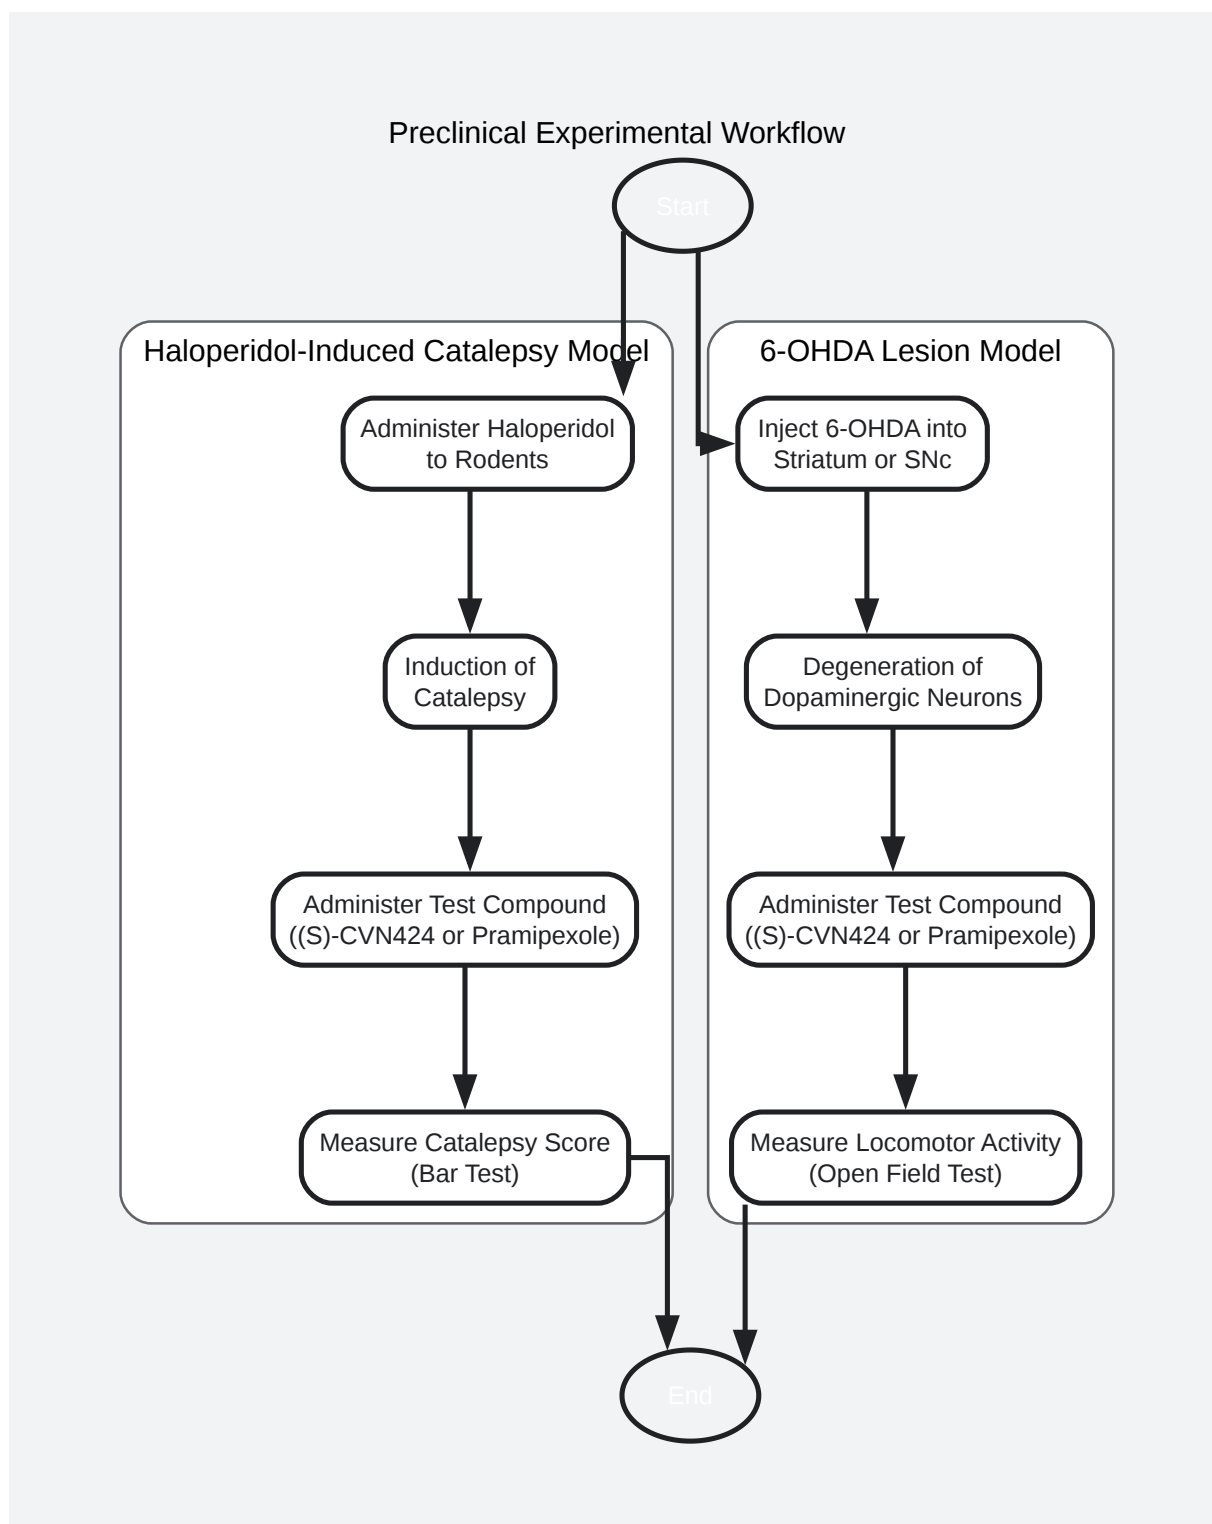 Preclinical Experimental Workflow
Start
Haloperidol-Induced Catalepsy Model
Administer Haloperidol
to Rodents
Induction of
Catalepsy
Administer Test Compound
((S)-CVN424 or Pramipexole)
Measure Catalepsy Score
(Bar Test)
6-OHDA Lesion Model
Inject 6-OHDA into
Striatum or SNc
Degeneration of
Dopaminergic Neurons
Administer Test Compound
((S)-CVN424 or Pramipexole)
Measure Locomotor Activity
(Open Field Test)
End